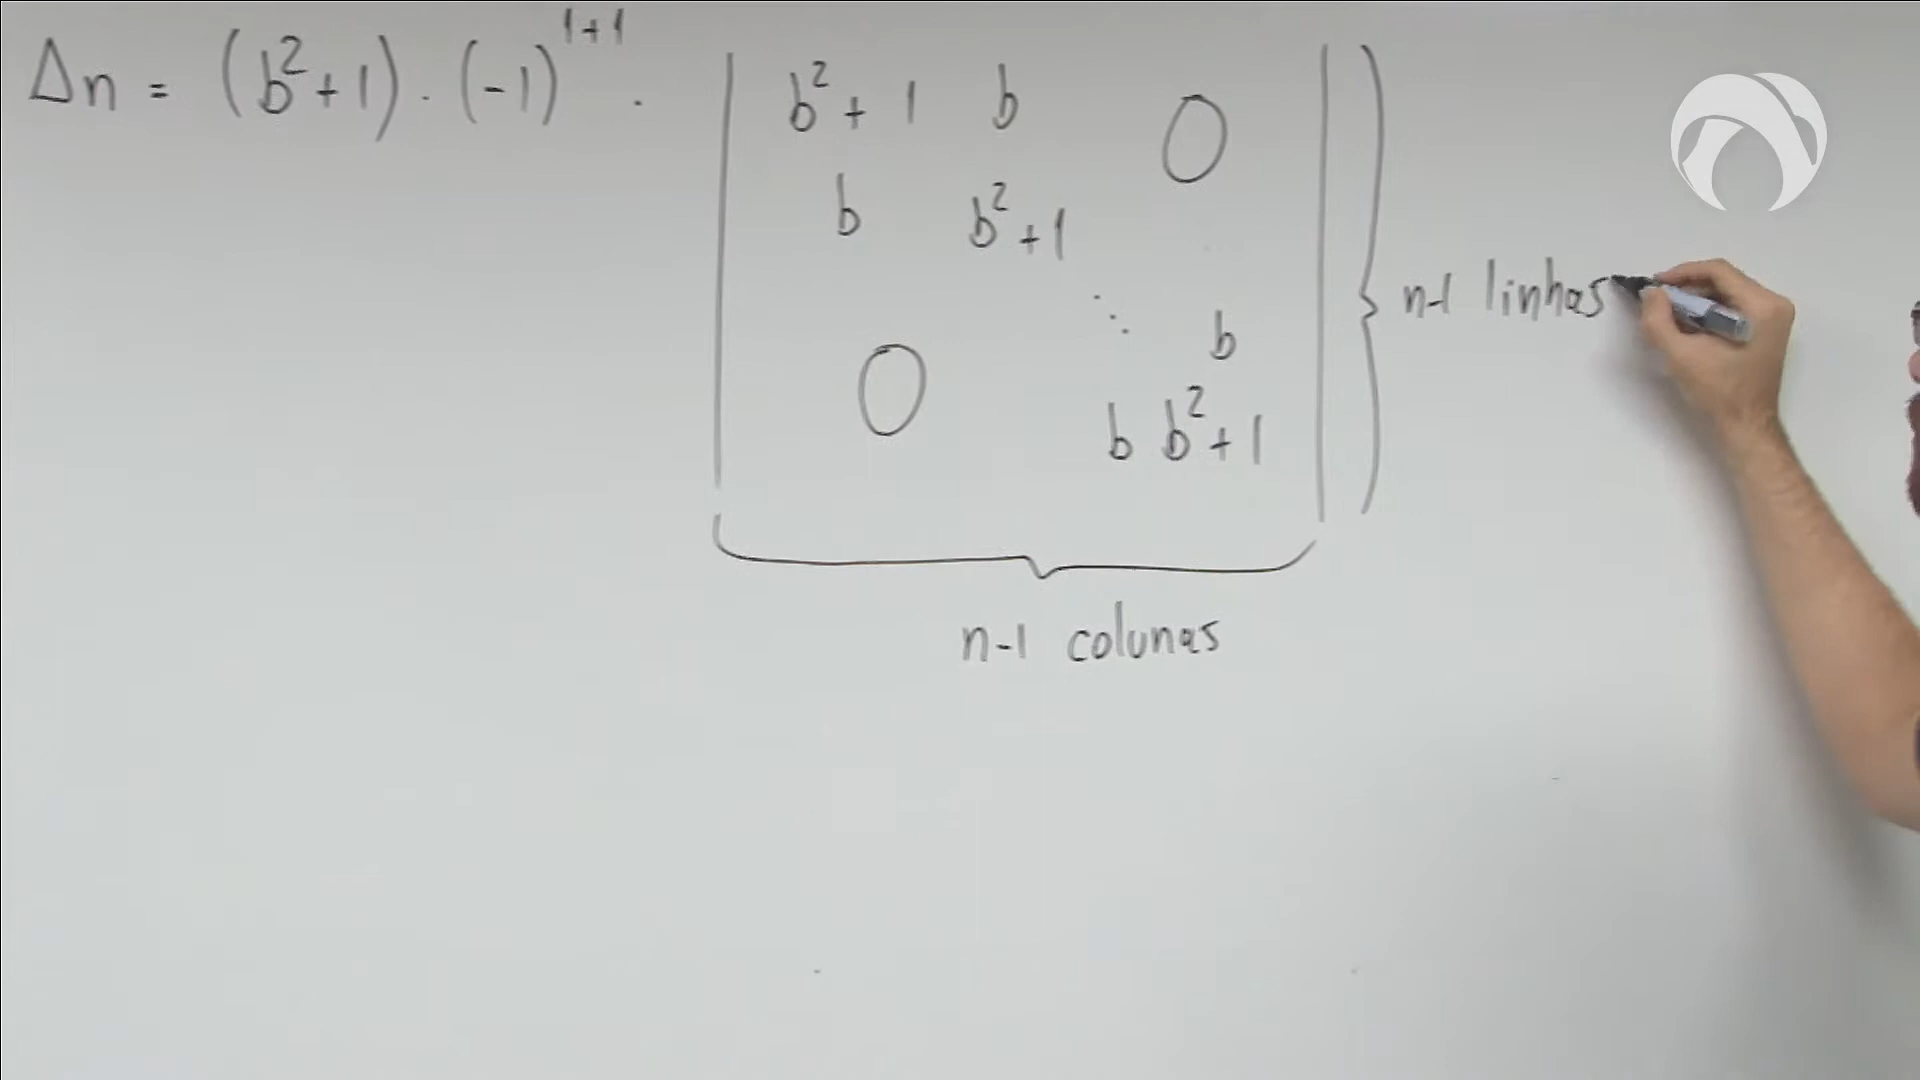 Δn = (b²+1) · (-1)¹⁺¹ · | b²+1 b 0 |
b b²+1
⋱ b
0 b b²+1
} n-1 linhas
n-1 colunas